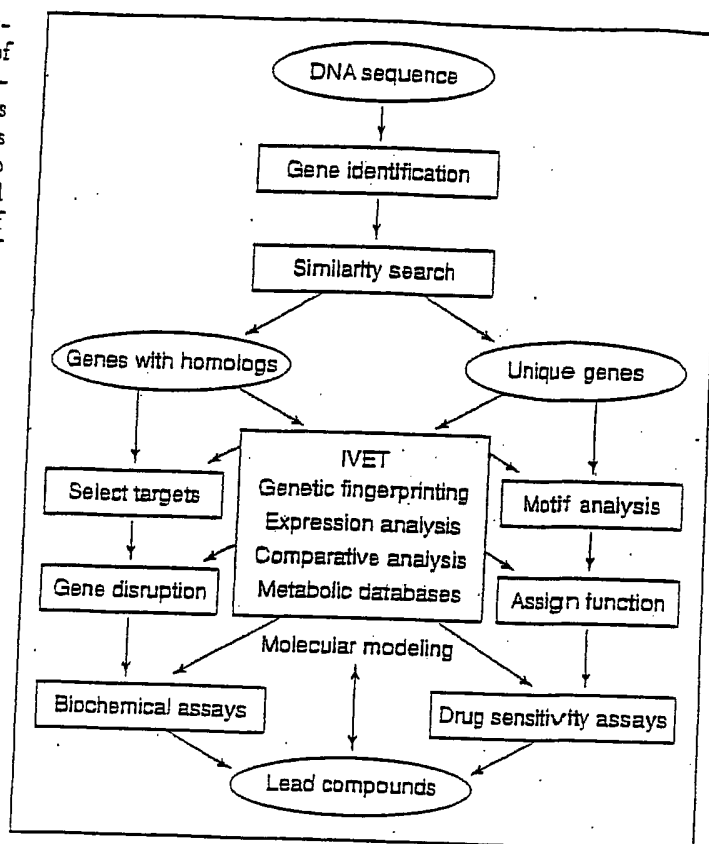 of
s
s
DNA sequence
Gene identification
Similarity search
Genes with homologs
Unique genes
IVET
Genetic fingerprinting
Expression analysis
Comparative analysis
Metabolic databases
Select targets
Motif analysis
Gene disruption
Assign function
Molecular modeling
Biochemical assays
Drug sensitivity assays
Lead compounds